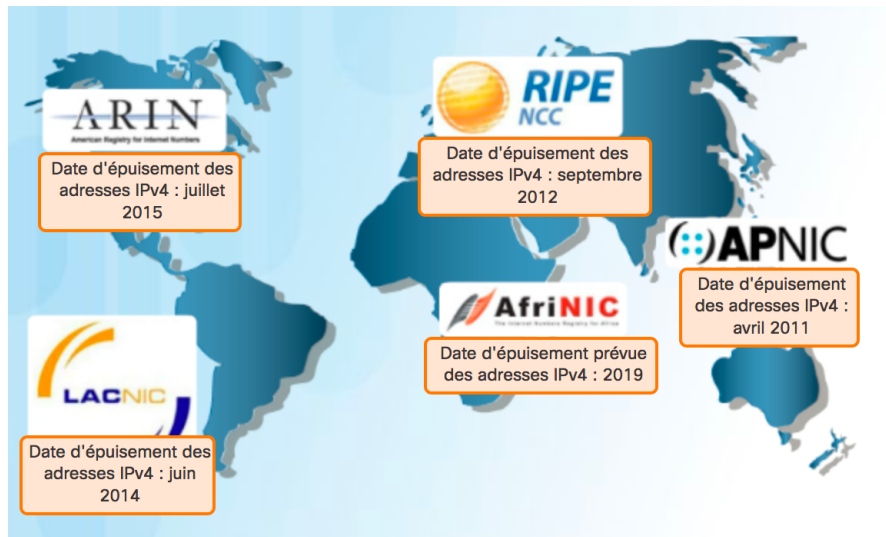 ARIN
American Registry for Internet Numbers
Date d'épuisement des
adresses IPv4 : juillet
2015
RIPE
NCC
Date d'épuisement des
adresses IPv4 : septembre
2012
APNIC
Date d'épuisement
des adresses IPv4 :
avril 2011
AfriNIC
The Internet Numbers Registry for Africa
Date d'épuisement prévue
des adresses IPv4 : 2019
LACNIC
Date d'épuisement des
adresses IPv4 : juin
2014